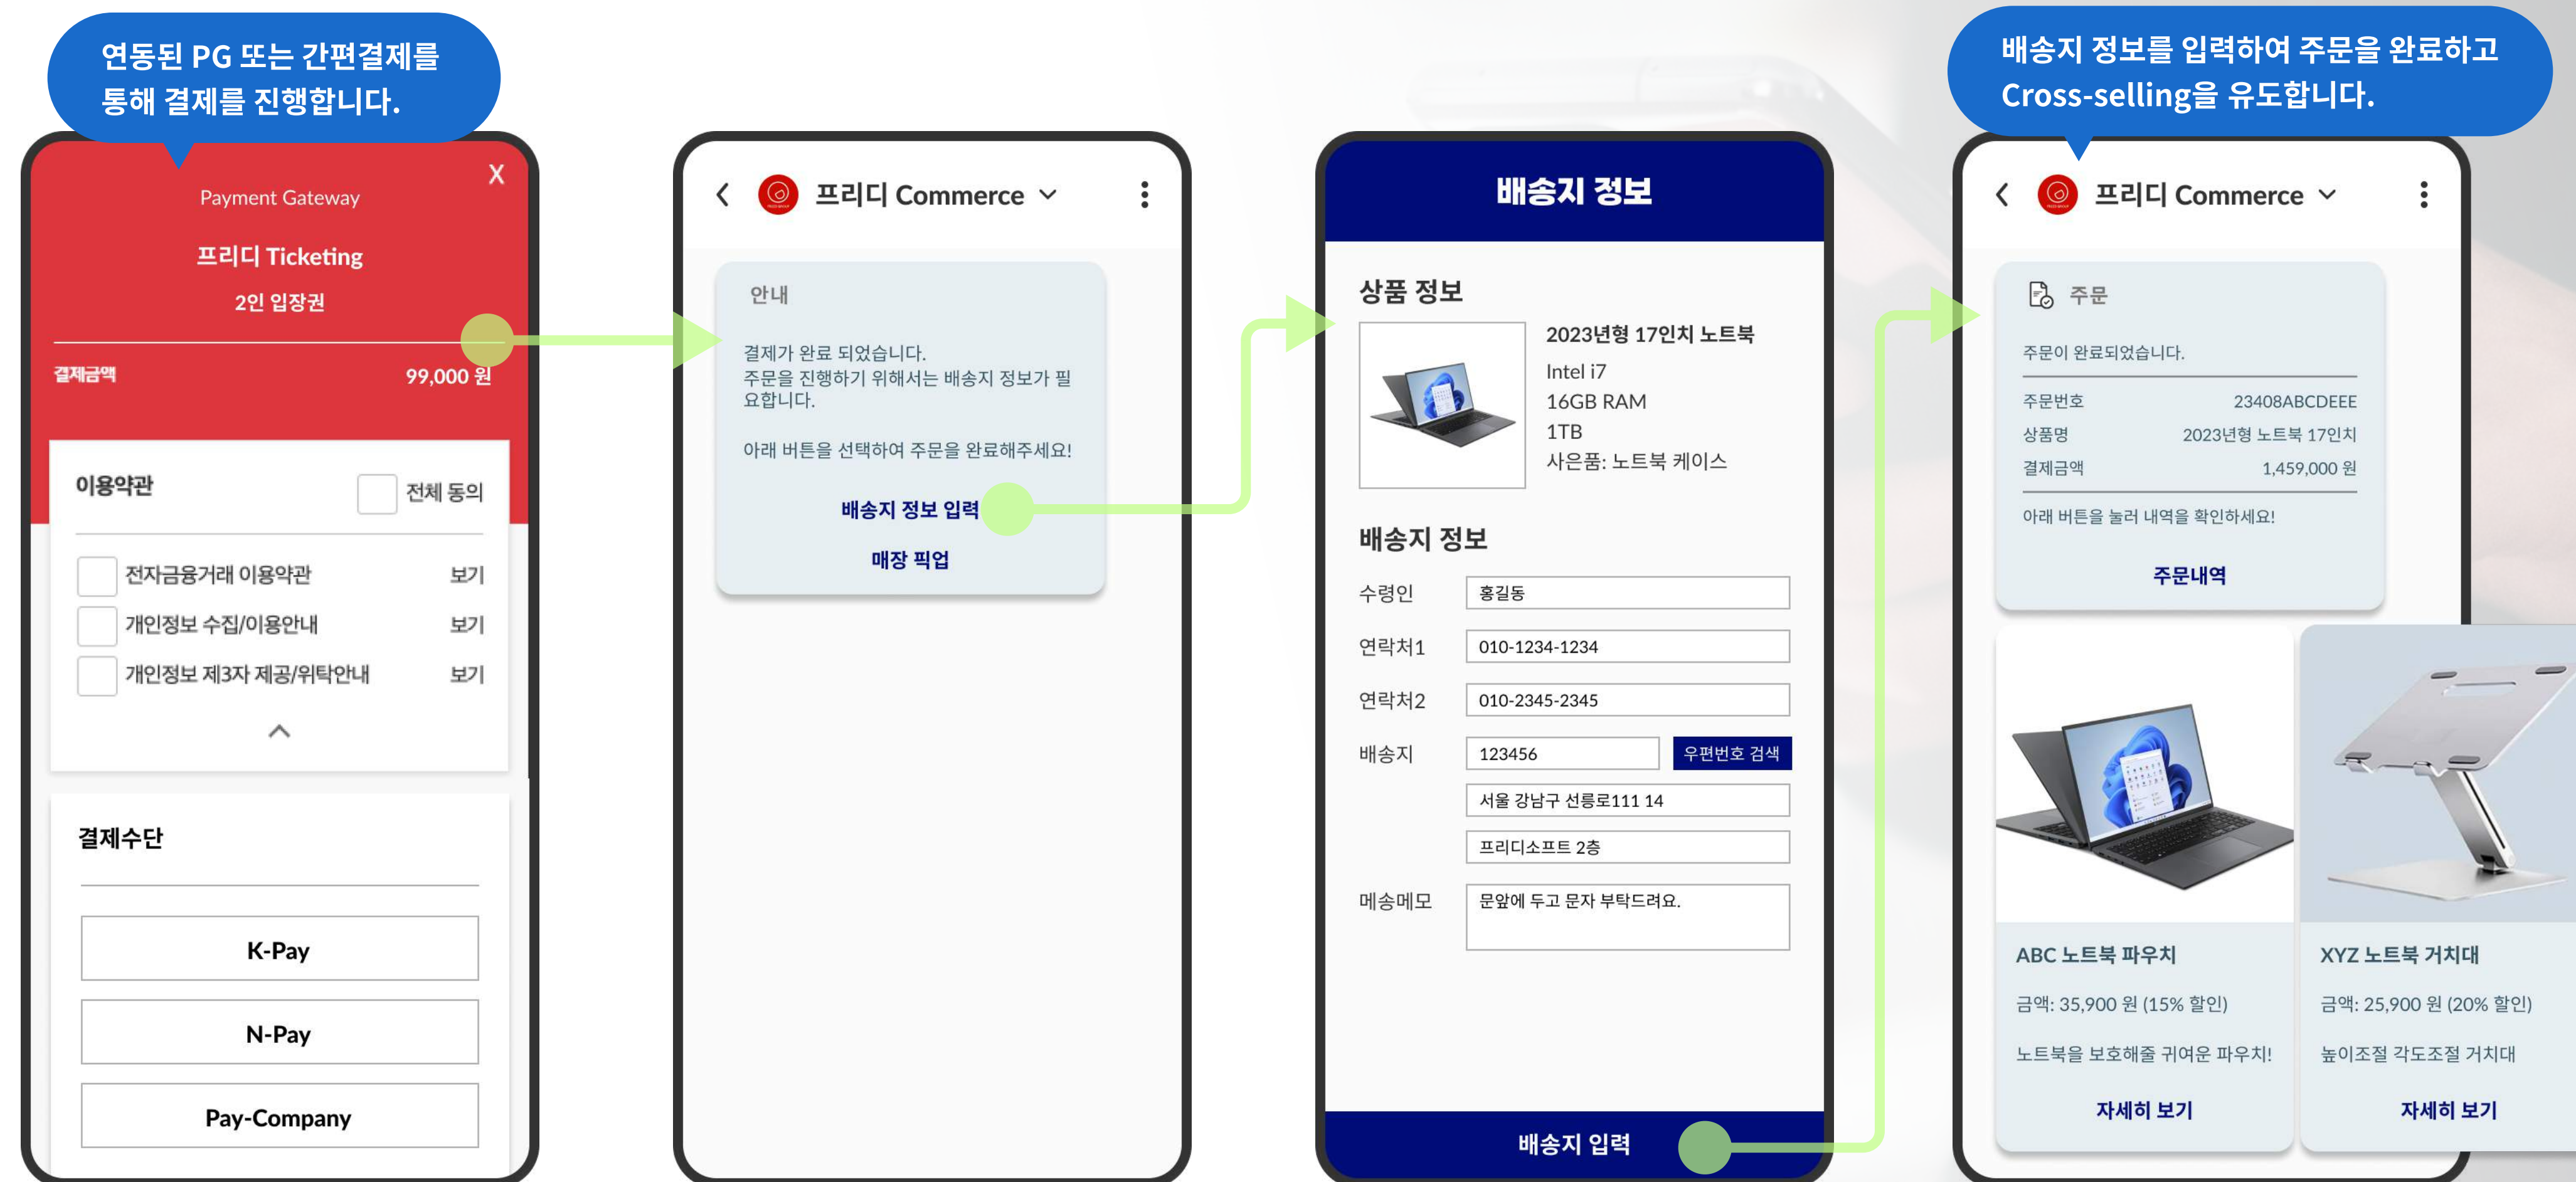 연동된 PG 또는 간편결제를
통해 결제를 진행합니다.
X
Payment Gateway
프리디 Ticketing
2인 입장권
결제금액 99,000 원
이용약관 전체 동의
전자금융거래 이용약관 보기
개인정보 수집/이용안내 보기
개인정보 제3자 제공/위탁안내 보기
결제수단
K-Pay
N-Pay
Pay-Company
프리디 Commerce
안내
결제가 완료 되었습니다.
주문을 진행하기 위해서는 배송지 정보가 필
요합니다.
아래 버튼을 선택하여 주문을 완료해주세요!
배송지 정보 입력
매장 픽업
배송지 정보
상품 정보
2023년형 17인치 노트북
Intel i7
16GB RAM
1TB
사은품: 노트북 케이스
배송지 정보
수령인 홍길동
연락처1 010-1234-1234
연락처2 010-2345-2345
배송지 123456 우편번호 검색
서울 강남구 선릉로111 14
프리디소프트 2층
메송메모 문앞에 두고 문자 부탁드려요.
배송지 입력
배송지 정보를 입력하여 주문을 완료하고
Cross-selling을 유도합니다.
프리디 Commerce
주문
주문이 완료되었습니다.
주문번호 23408ABCDEEE
상품명 2023년형 노트북 17인치
결제금액 1,459,000 원
아래 버튼을 눌러 내역을 확인하세요!
주문내역
ABC 노트북 파우치
금액: 35,900 원 (15% 할인)
노트북을 보호해줄 귀여운 파우치!
자세히 보기
XYZ 노트북 거치대
금액: 25,900 원 (20% 할인)
높이조절 각도조절 거치대
자세히 보기